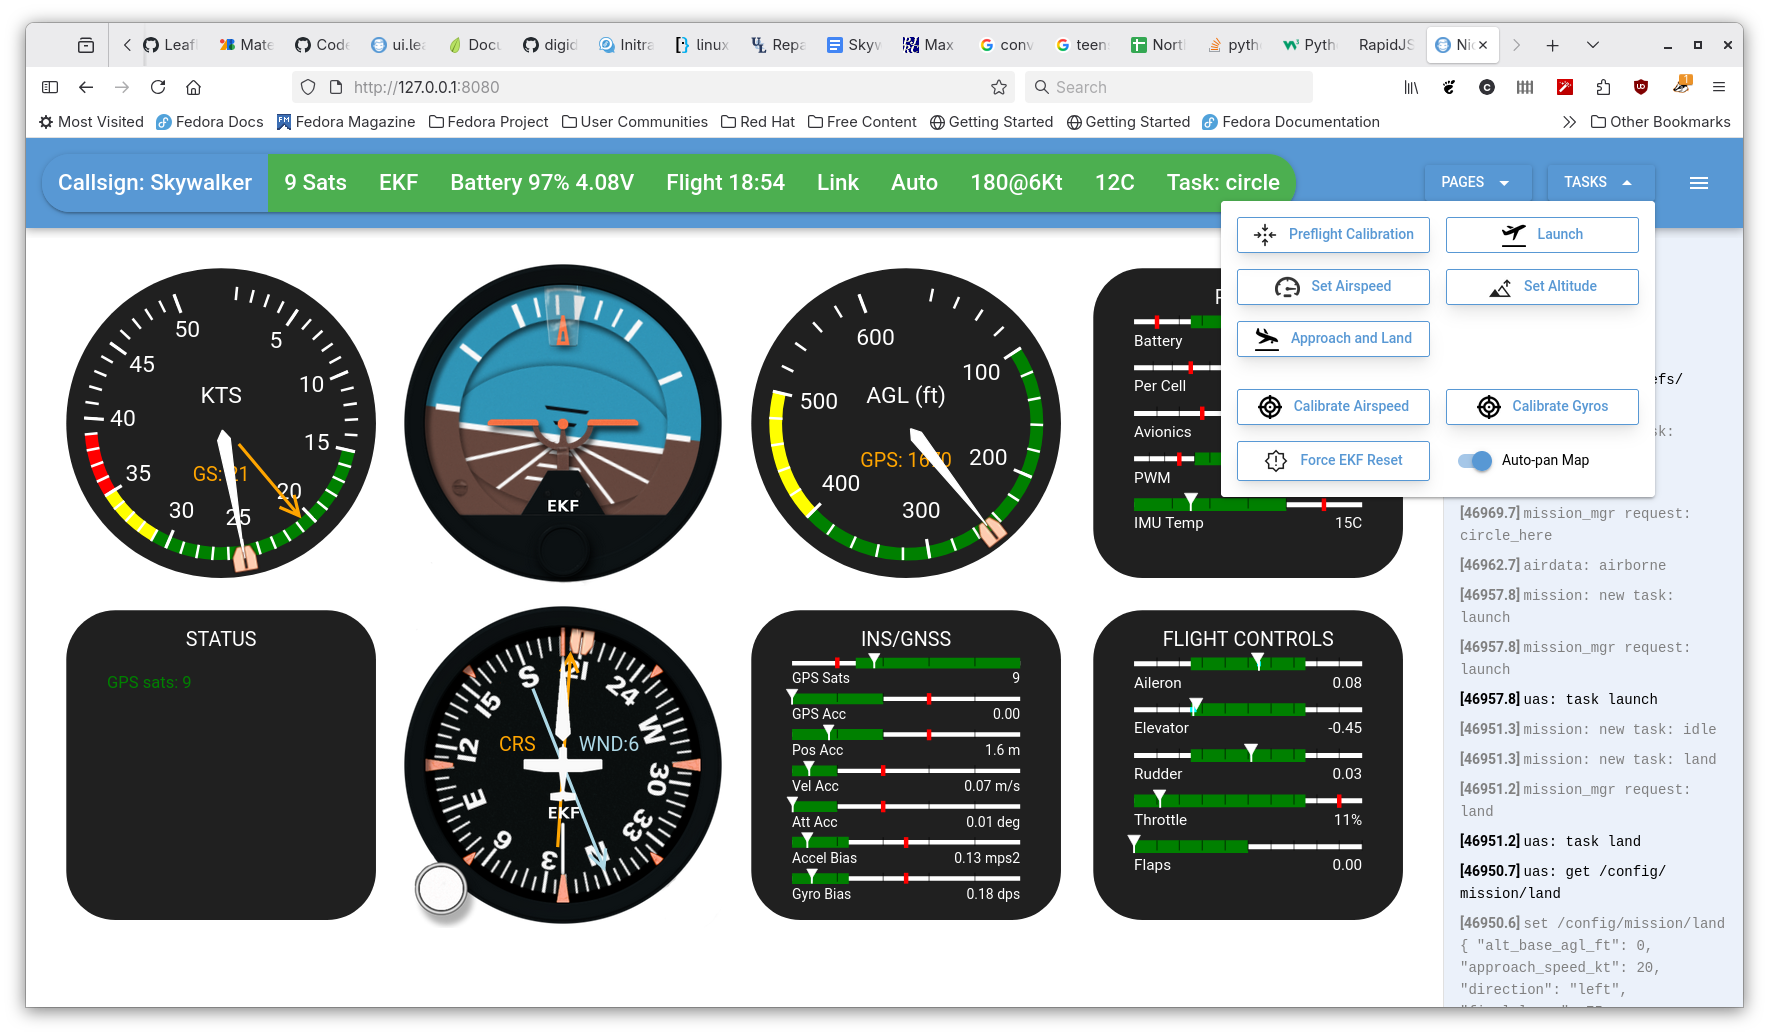 Leaf
Mate
Code
ui.lea
Docu
digid
Initra
linux
Repa
Skyw
Max
conv
teen
Nort
pyth
Pyth
RapidJS
Nic
http://127.0.0.1:8080
Search
1
Most Visited
Fedora Docs
Fedora Magazine
Fedora Project
User Communities
Red Hat
Free Content
Getting Started
Getting Started
Fedora Documentation
Other Bookmarks
Callsign: Skywalker
9 Sats
EKF
Battery 97% 4.08V
Flight 18:54
Link
Auto
180@6Kt
12C
Task: circle
PAGES
TASKS
Preflight Calibration
Launch
Set Airspeed
Set Altitude
Approach and Land
Calibrate Airspeed
Calibrate Gyros
Force EKF Reset
Auto-pan Map
50
5
45
10
KTS
40
15
35
GS: 21
20
30
25
EKF
600
100
500
AGL (ft)
200
400
300
Battery
Per Cell
Avionics
PWM
IMU Temp
15C
efs/
sk:
[46969.7] mission_mgr request:
circle_here
[46962.7] airdata: airborne
[46957.8] mission: new task:
launch
[46957.8] mission_mgr request:
launch
[46957.8] uas: task launch
[46951.3] mission: new task: idle
[46951.3] mission: new task: land
[46951.2] mission_mgr request:
land
[46951.2] uas: task land
[46950.7] uas: get /config/
mission/land
[46950.6] set /config/mission/land
{ "alt_base_agl_ft": 0,
"approach_speed_kt": 20,
"direction": "left",
STATUS
GPS sats: 9
S
24
W
30
33
N
3
6
E
12
15
CRS
WND:6
EKF
INS/GNSS
GPS Sats
9
GPS Acc
0.00
Pos Acc
1.6 m
Vel Acc
0.07 m/s
Att Acc
0.01 deg
Accel Bias
0.13 mps2
Gyro Bias
0.18 dps
FLIGHT CONTROLS
Aileron
0.08
Elevator
-0.45
Rudder
0.03
Throttle
11%
Flaps
0.00